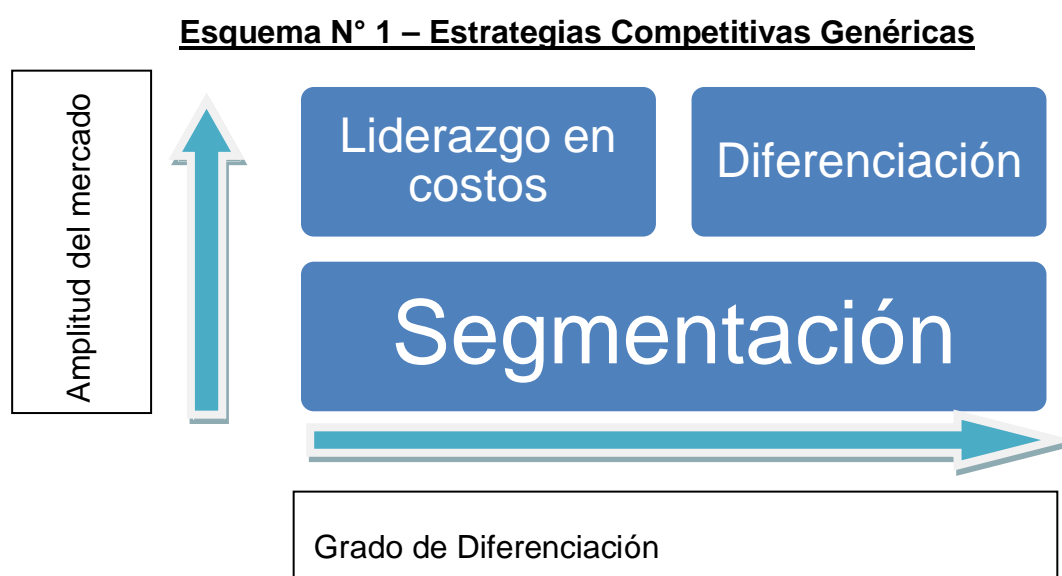 Esquema N° 1 – Estrategias Competitivas Genéricas
Amplitud del mercado
Liderazgo en
costos
Diferenciación
Segmentación
Grado de Diferenciación